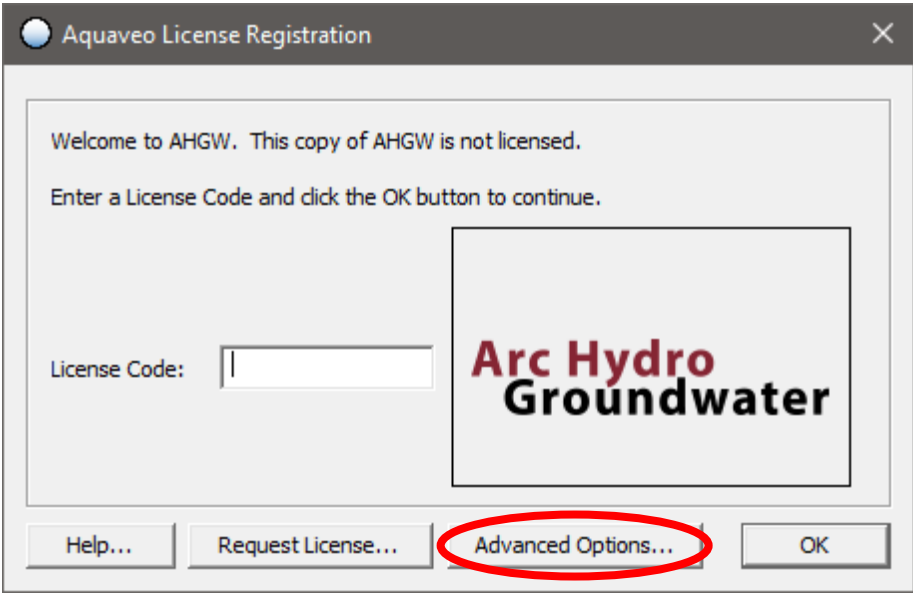 Aquaveo License Registration
Welcome to AHGW. This copy of AHGW is not licensed.
Enter a License Code and click the OK button to continue.
License Code:
Arc Hydro
Groundwater
Help...
Request License...
Advanced Options...
OK